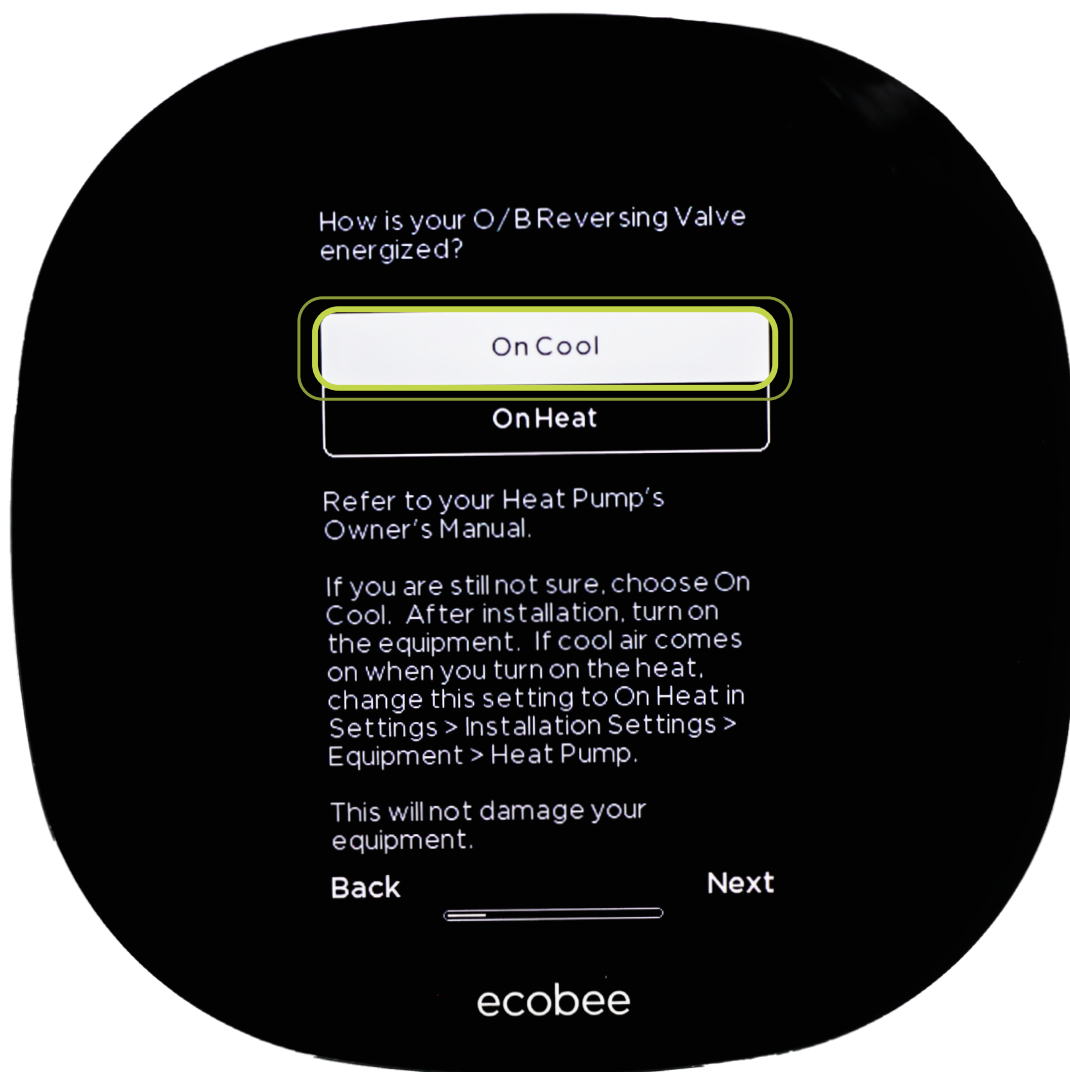 How is your O/B Reversing Valve
energized?
On Cool
On Heat
Refer to your Heat Pump's
Owner's Manual.
If you are still not sure, choose On
Cool. After installation, turn on
the equipment. If cool air comes
on when you turn on the heat,
change this setting to On Heat in
Settings > Installation Settings >
Equipment > Heat Pump.
This will not damage your
equipment.
Back Next
ecobee